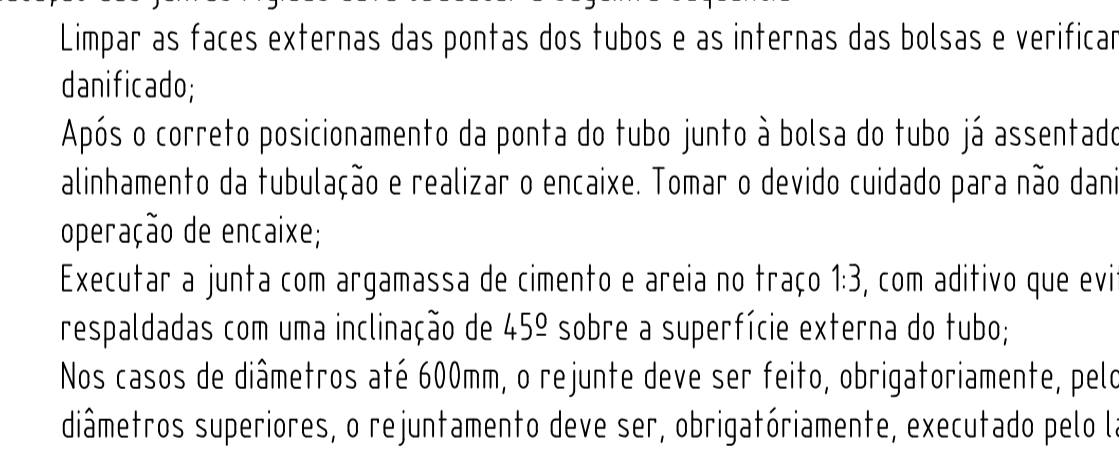 Limpar as faces externas das pontas dos tubos e as internas das bolsas e verificar
danificado;
Após o correto posicionamento da ponta do tubo junto à bolsa do tubo já
alinhamento da tubulação e realizar o encaixe. Tomar o devido cuidado para não
operação de encaixe;
Executar a junta com argamassa de cimento e areia no traço 1:3, com aditivo que
respaldadas com uma inclinação de 45º sobre a superfície externa do tubo;
Nos casos de diâmetros até 600mm, o rejunte deve ser feito, obrigatoriamente,
diâmetros superiores, o rejuntamento deve ser, obrigatóriamente, executado pelo